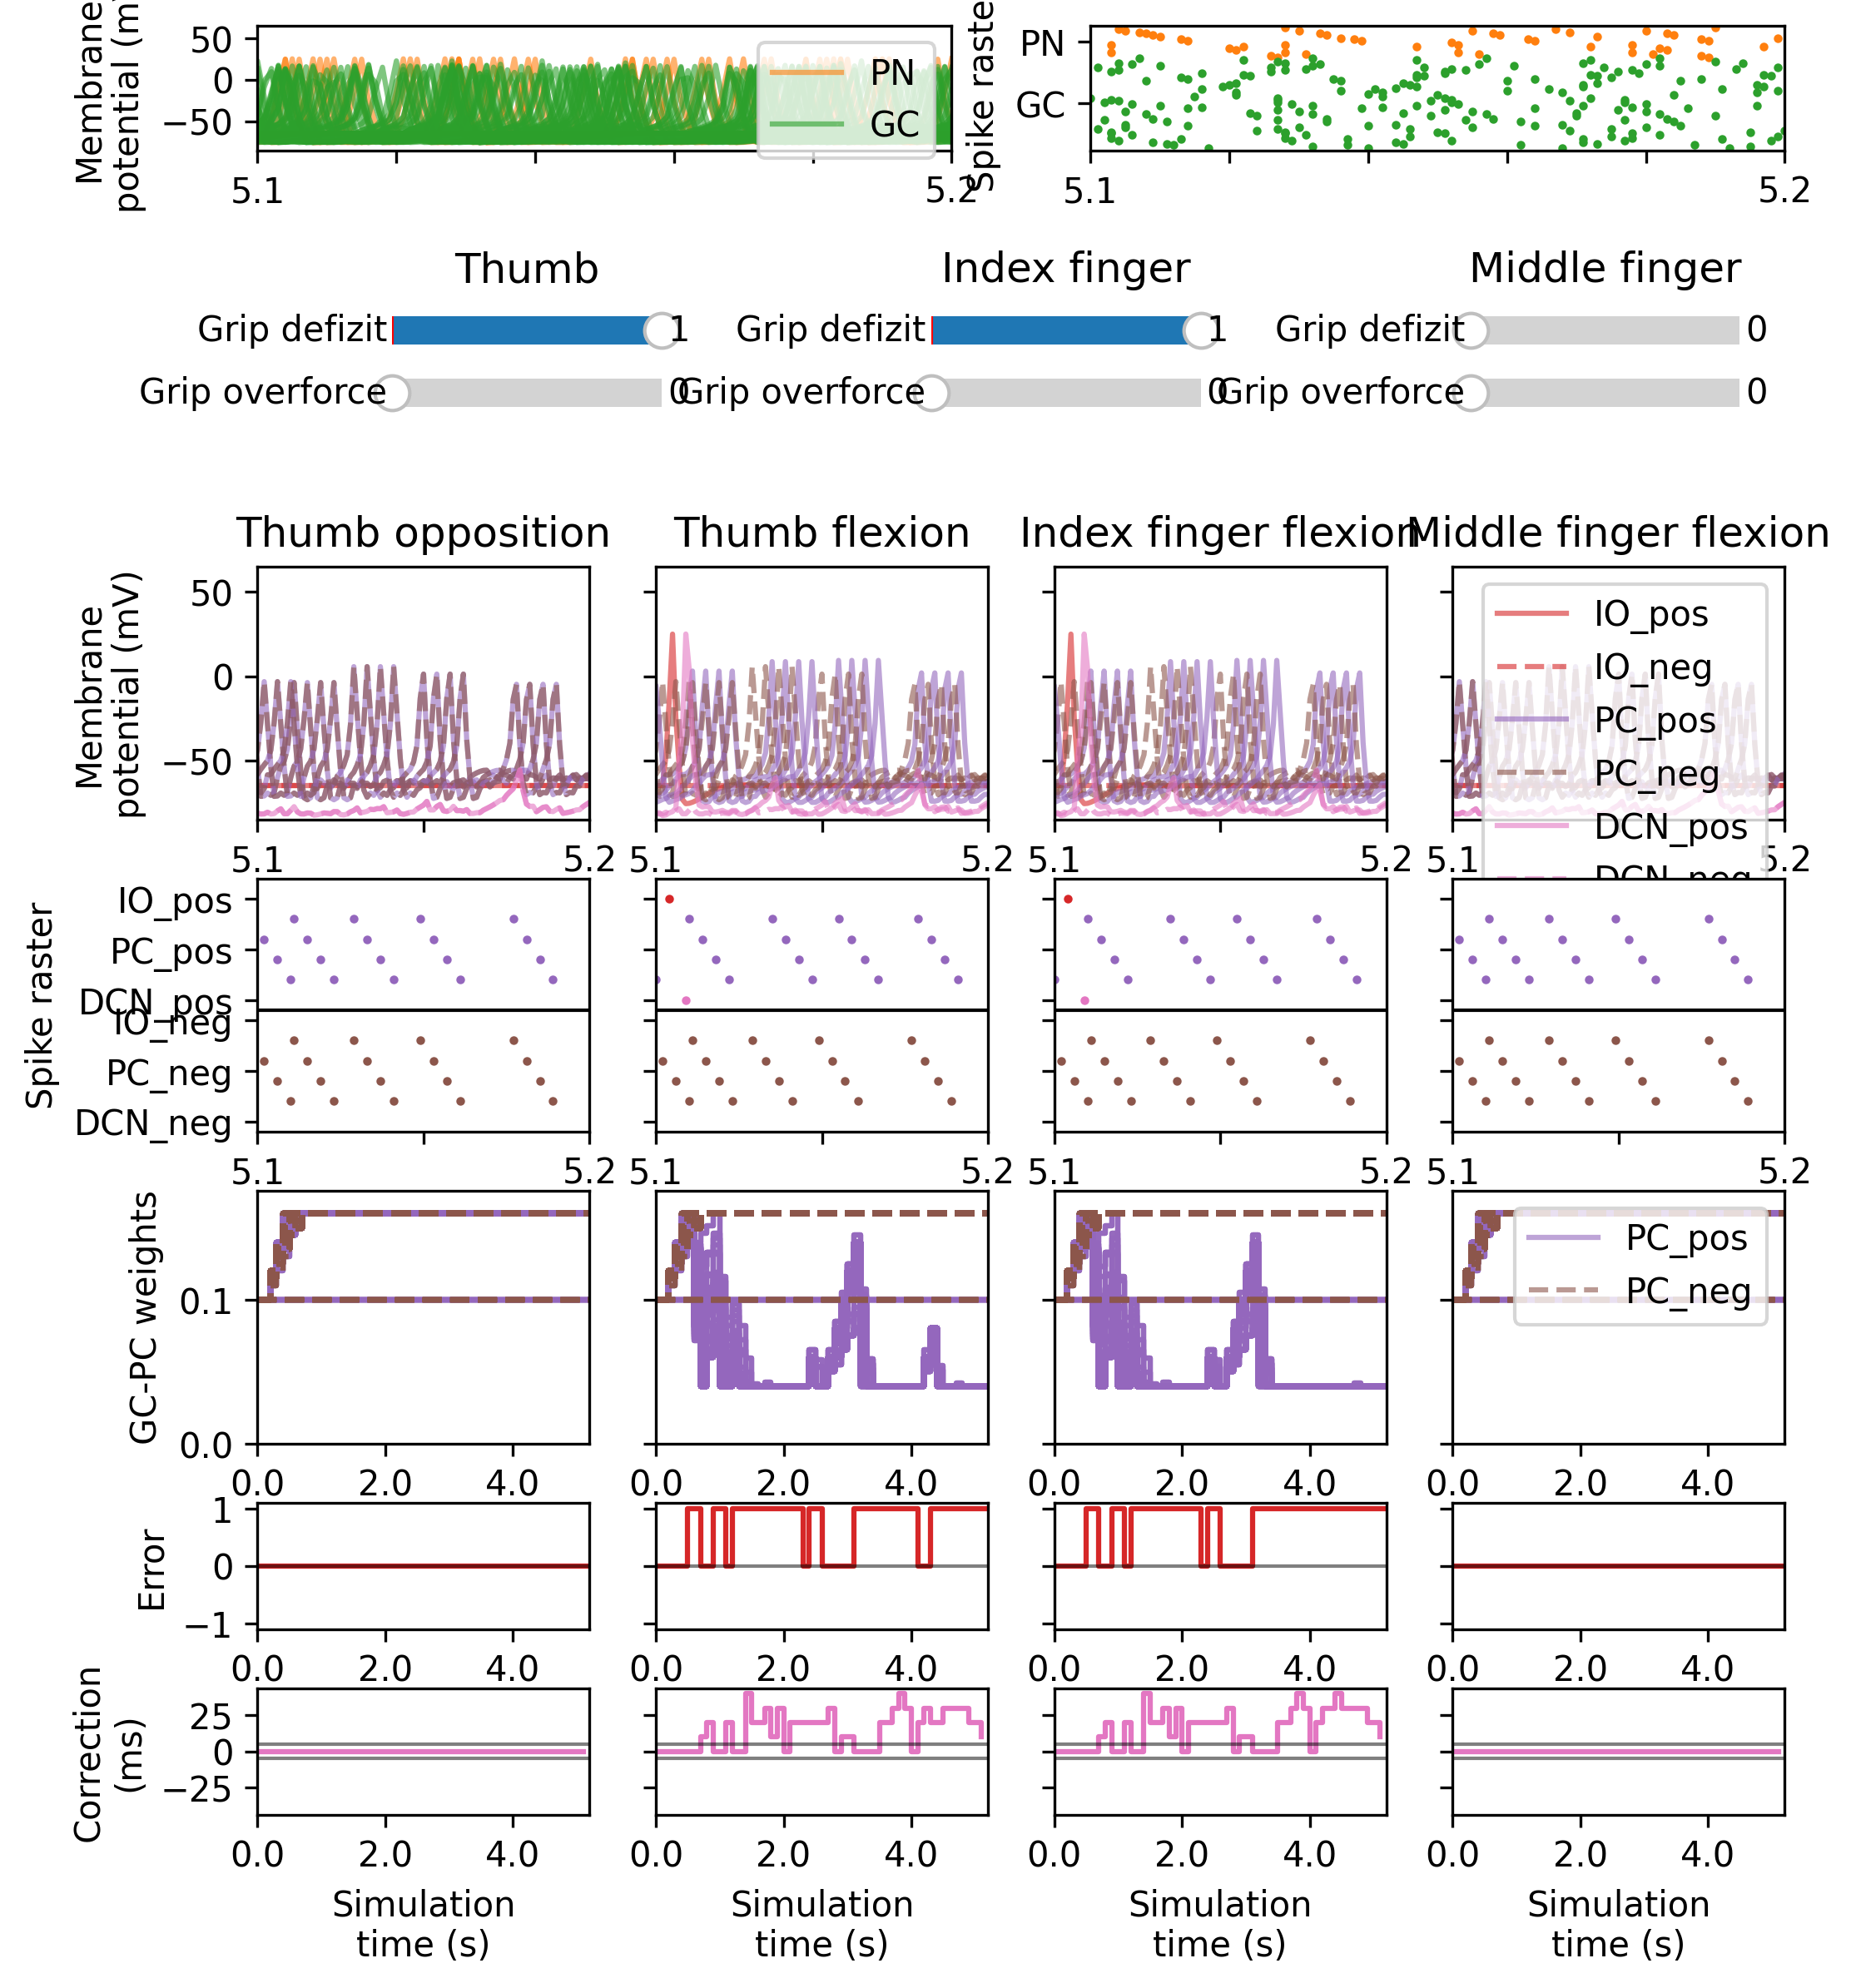 Membrane
potential (m
50
0
−50
PN
GC
5.1
5.2
Spike raste
PN
GC
5.1
5.2
Thumb
Index finger
Middle finger
Grip defizit
1
Grip defizit
1
Grip defizit
0
Grip overforce
0
Grip overforce
0
Grip overforce
0
Thumb opposition
Thumb flexion
Index finger flexion
Middle finger flexion
Membrane
potential (mV)
50
0
−50
IO_pos
IO_neg
PC_pos
PC_neg
DCN_pos
DCN_neg
5.1
5.2
5.1
5.2
5.1
5.2
5.1
5.2
Spike raster
IO_pos
PC_pos
DCN_pos
IO_neg
PC_neg
DCN_neg
5.1
5.2
5.1
5.2
5.1
5.2
5.1
5.2
GC-PC weights
0.1
0.0
PC_pos
PC_neg
0.0
2.0
4.0
0.0
2.0
4.0
0.0
2.0
4.0
0.0
2.0
4.0
Error
1
0
−1
0.0
2.0
4.0
0.0
2.0
4.0
0.0
2.0
4.0
0.0
2.0
4.0
Correction
(ms)
25
0
−25
0.0
2.0
4.0
0.0
2.0
4.0
0.0
2.0
4.0
0.0
2.0
4.0
Simulation
time (s)
Simulation
time (s)
Simulation
time (s)
Simulation
time (s)